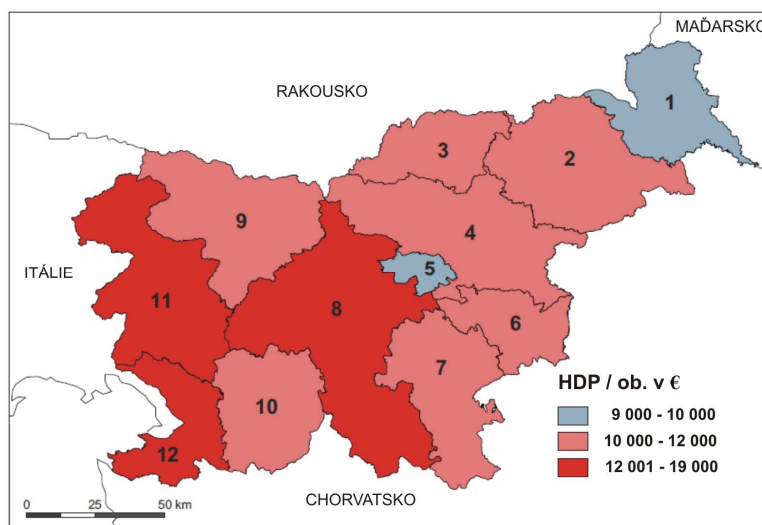 MAĎARSKO
RAKOUSKO
1
2
3
4
9
5
ITÁLIE
11
8
6
7
10
12
HDP / ob. v €
9 000 - 10 000
10 000 - 12 000
12 001 - 19 000
0 25 50 km
CHORVATSKO